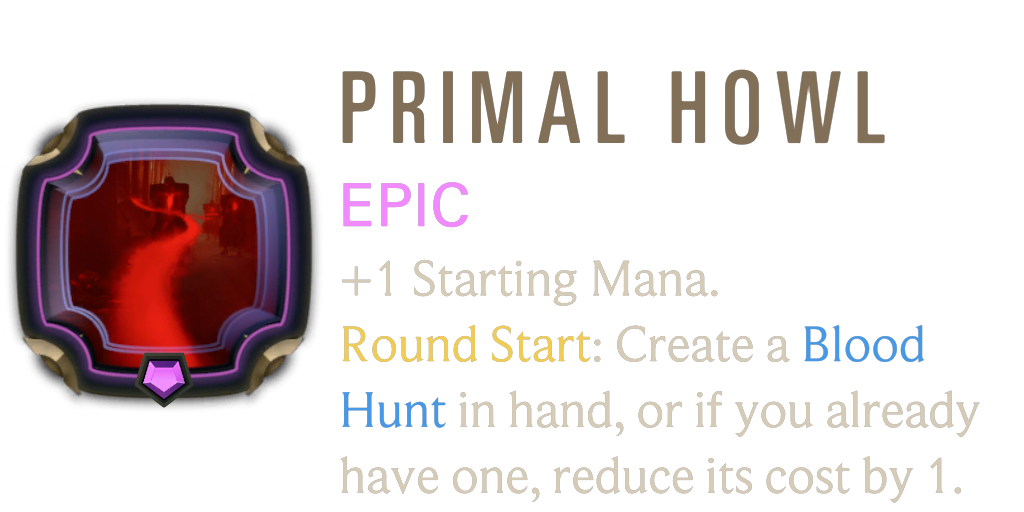 PRIMAL HOWL
EPIC
+1 Starting Mana.
Round Start: Create a Blood
Hunt in hand, or if you already
have one, reduce its cost by 1.